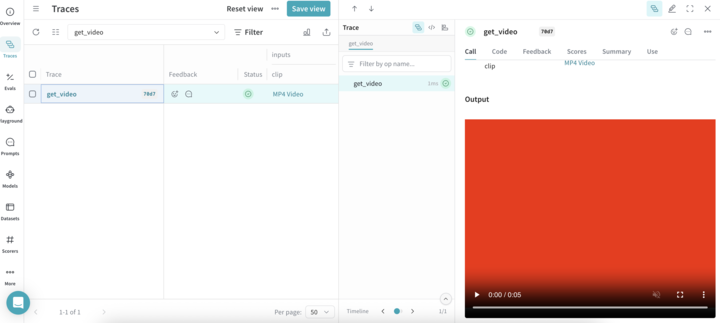 Overview
Traces
Evals
Playground
Prompts
Models
Datasets
Scorers
More
Traces
Reset view
Save view
get_video
Filter
inputs
Trace
Feedback
Status
clip
get_video
78d7
MP4 Video
1-1 of 1
Per page:
50
Trace
get_video
Filter by op name...
get_video
1ms
Timeline
1/1
get_video
78d7
Call
Code
Feedback
Scores
Summary
Use
clip
MP4 Video
Output
0:00 / 0:05